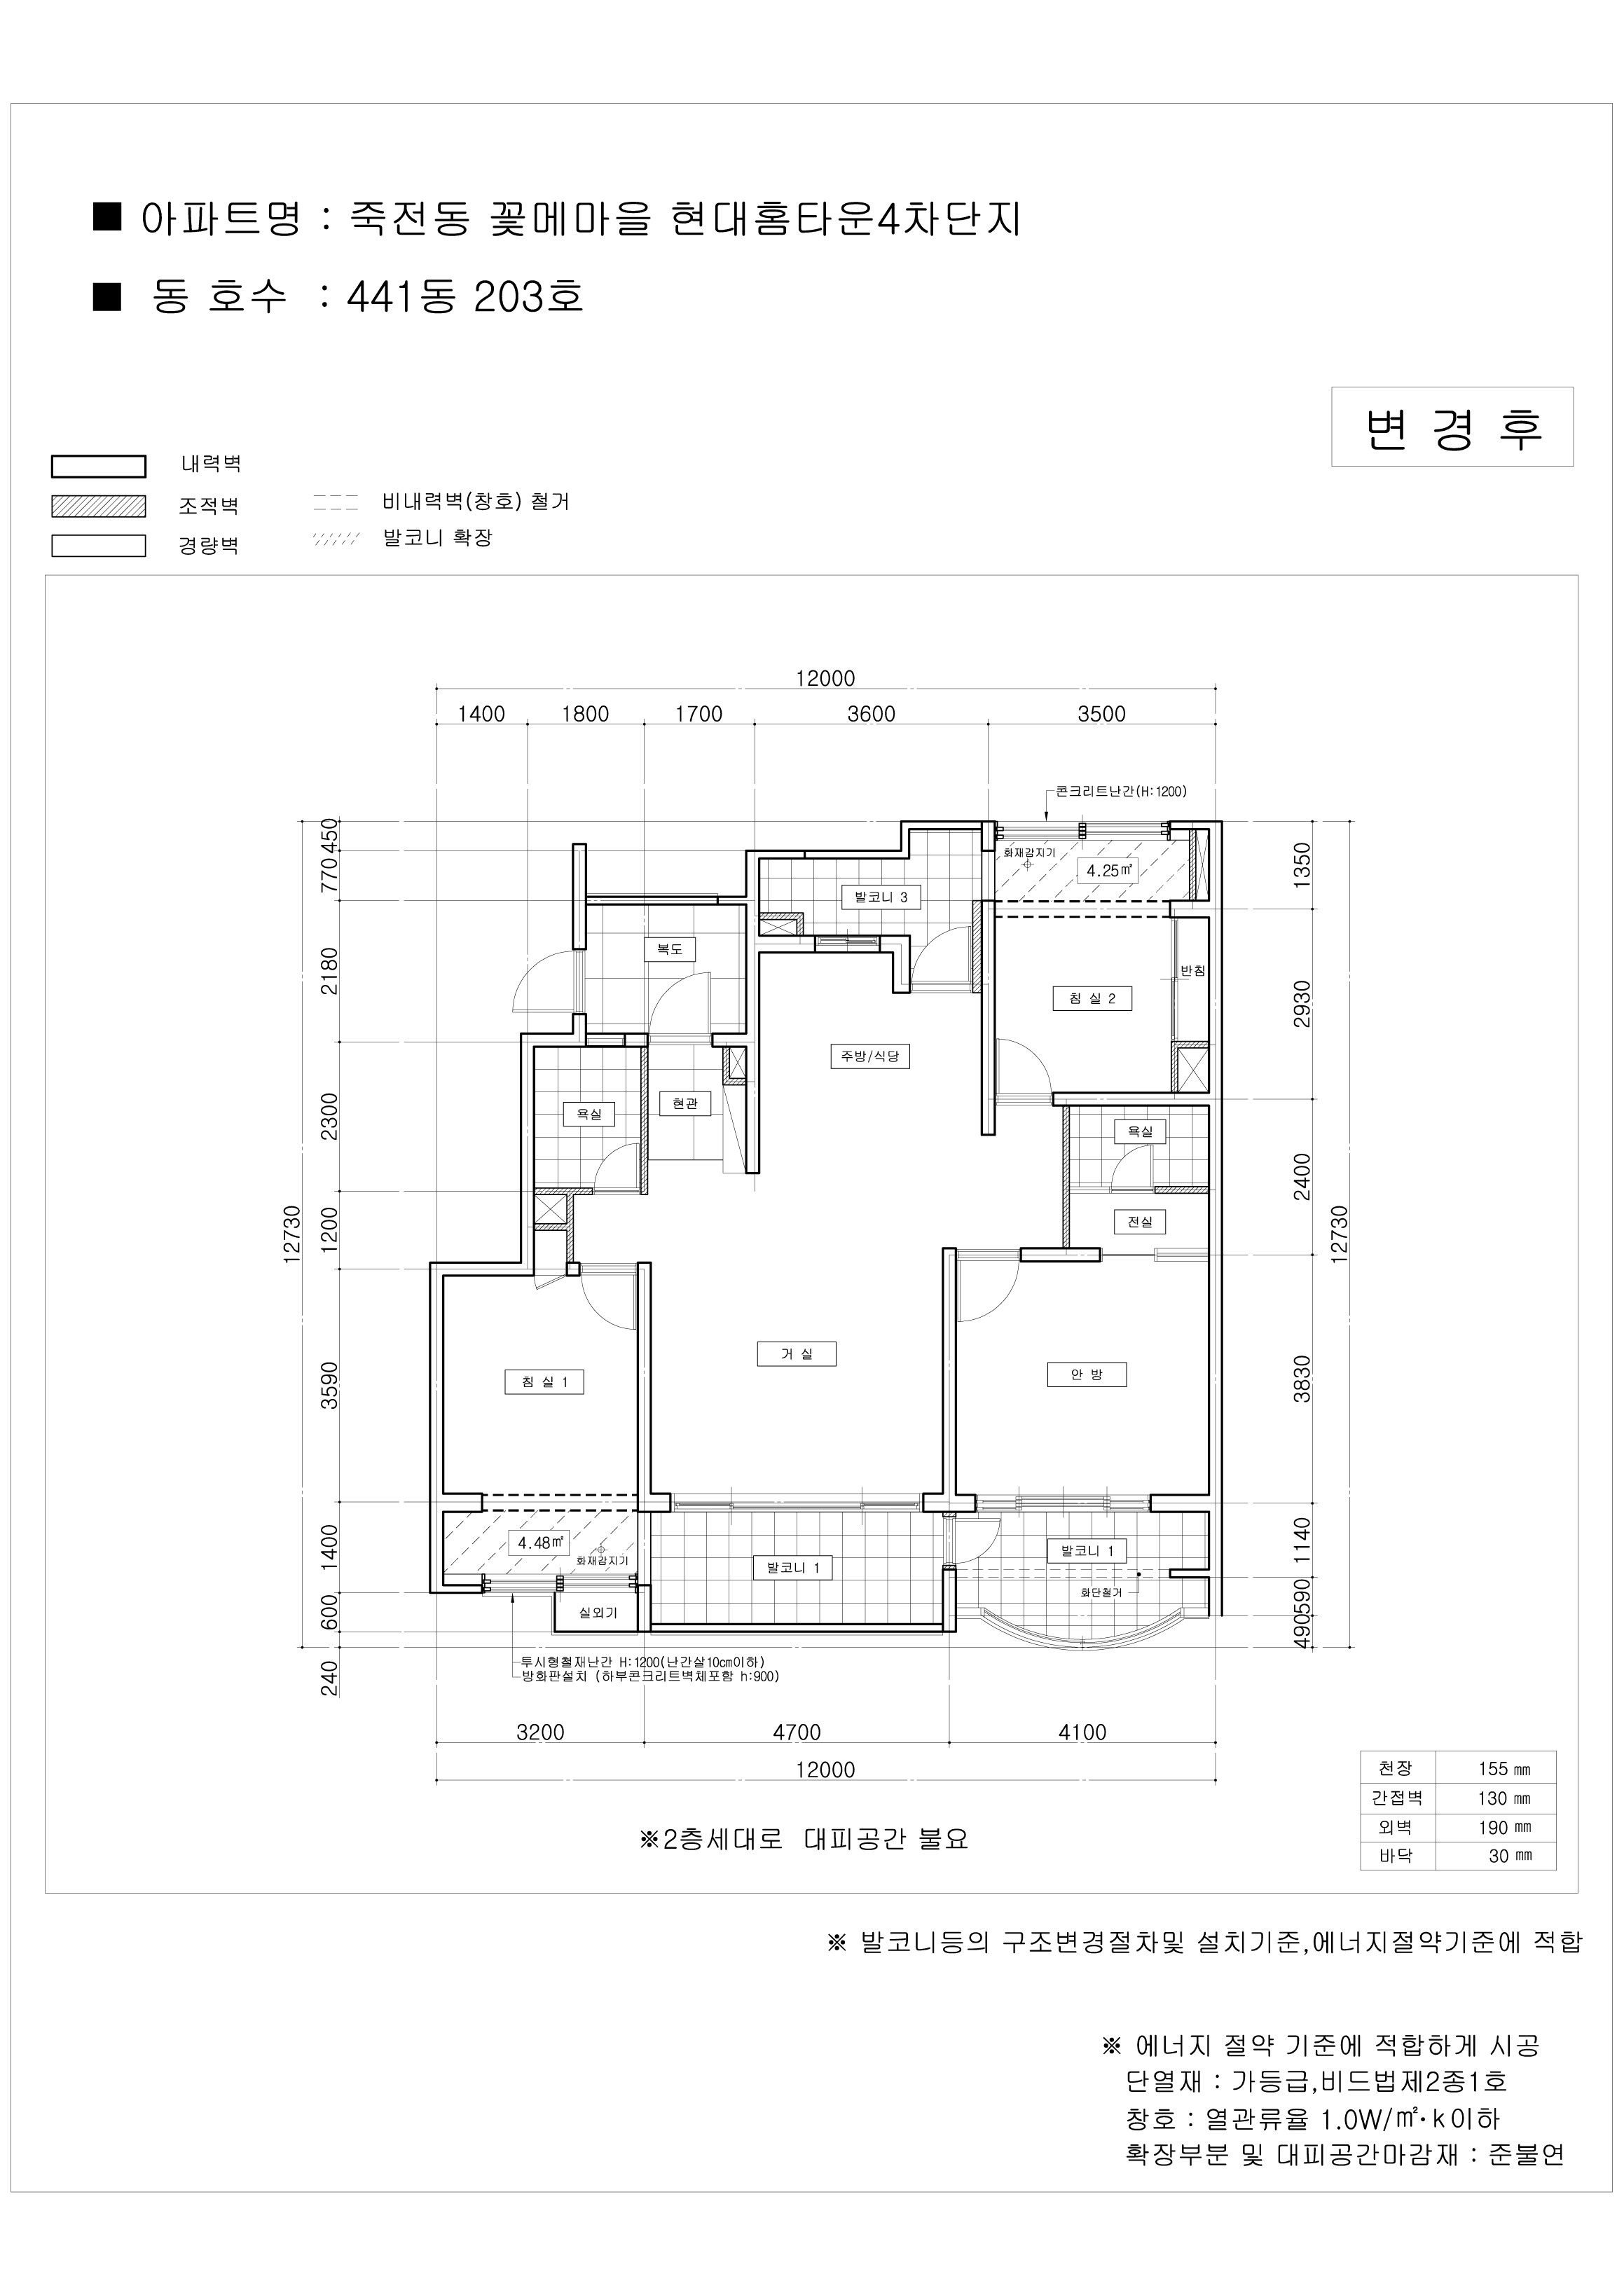 ■ 아파트명 : 죽전동 꽃메마을 현대홈타운4차단지
■ 동 호수 : 441동 203호
변 경 후
내력벽
조적벽
경량벽
비내력벽(창호) 철거
발코니 확장
12000
1400 1800 1700 3600 3500
콘크리트난간(H:1200)
450
770
2180
2300
1200
3590
1400
600
240
12730
화재감지기
4.25㎡
발코니 3
복도
반침
침 실 2
주방/식당
욕실
현관
욕실
전실
거 실
침 실 1
안 방
4.48㎡
화재감지기
발코니 1
발코니 1
화단철거
실외기
1350
2930
2400
3830
1140
590
490
12730
투시형철재난간 H:1200(난간살10cm이하)
방화판설치 (하부콘크리트벽체포함 h:900)
3200 4700 4100
12000
천장 155 ㎜
간접벽 130 ㎜
외벽 190 ㎜
바닥 30 ㎜
※2층세대로 대피공간 불요
※ 발코니등의 구조변경절차및 설치기준,에너지절약기준에 적합
※ 에너지 절약 기준에 적합하게 시공
단열재 : 가등급,비드법제2종1호
창호 : 열관류율 1.0W/㎡·k이하
확장부분 및 대피공간마감재 : 준불연